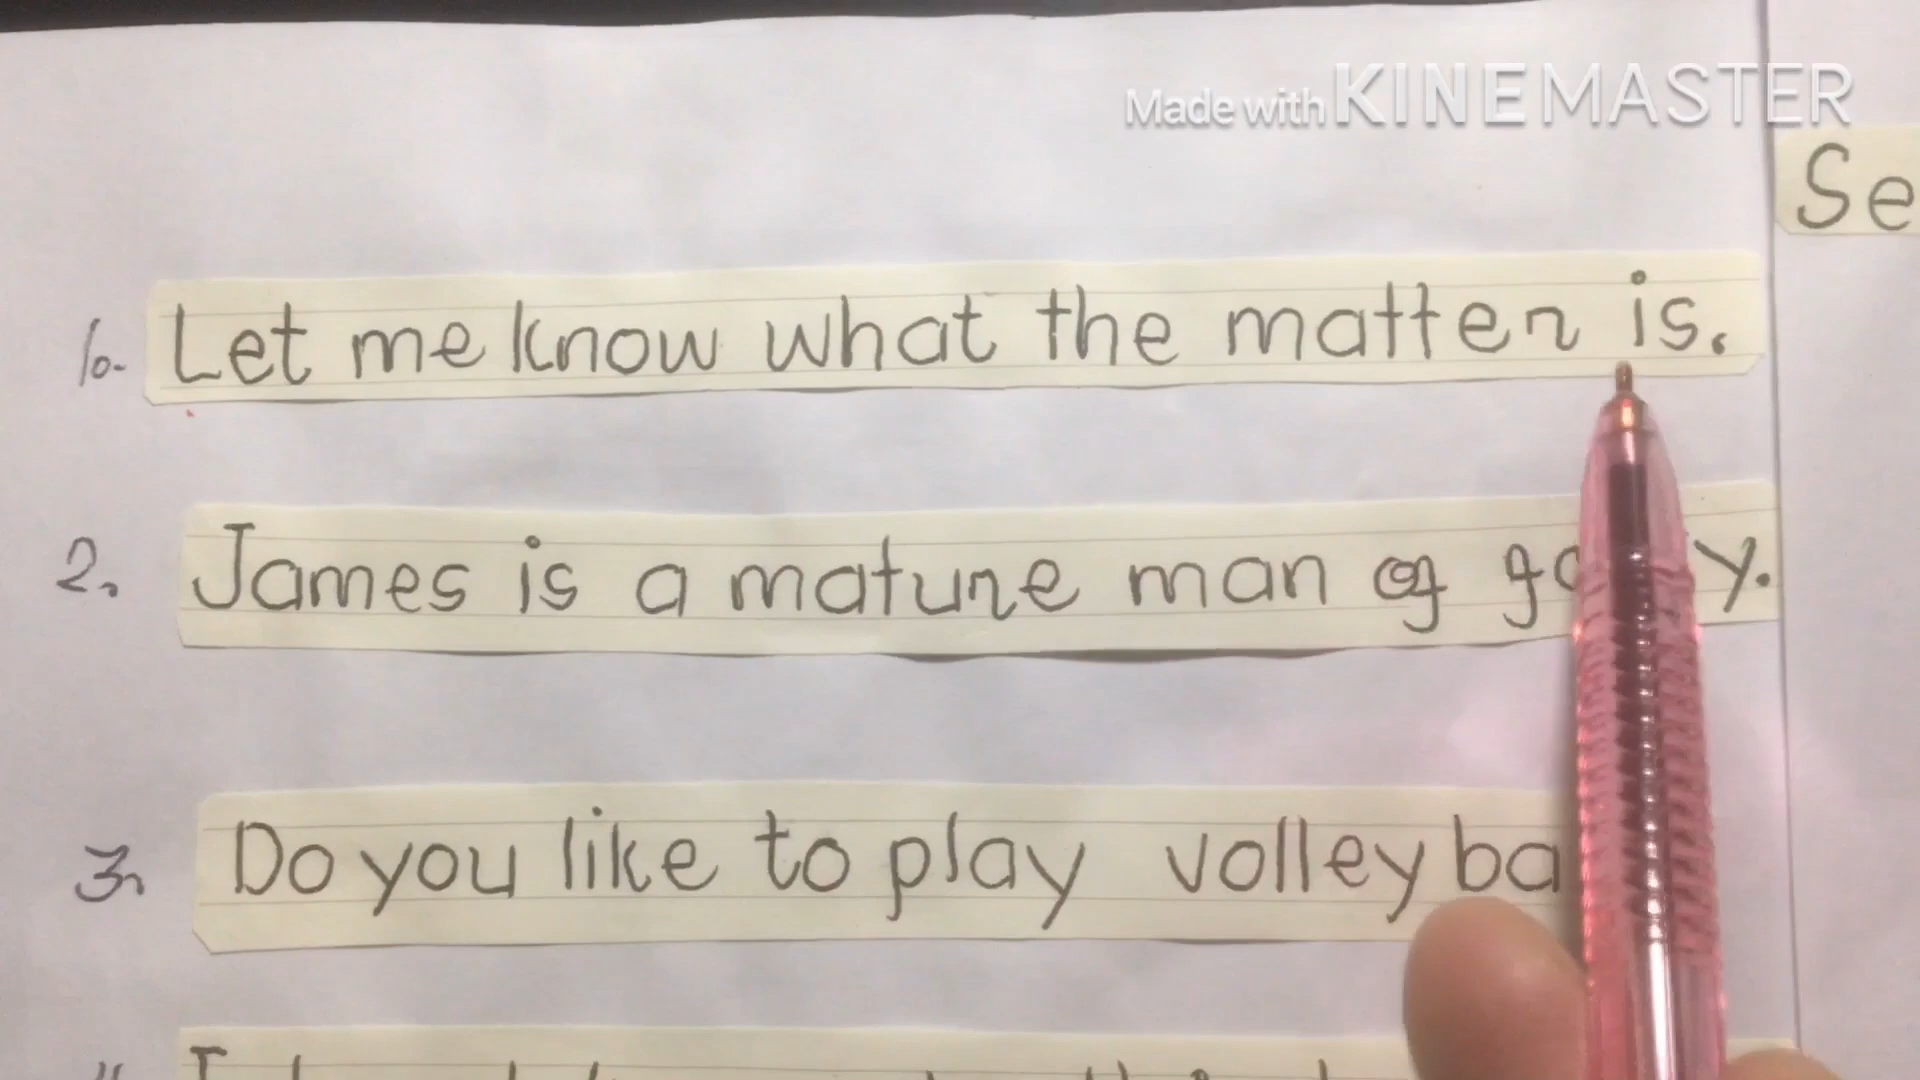 Made with KINEMASTER
Se
1. Let me know what the matter is.
2. James is a mature man of
3. Do you like to play volley